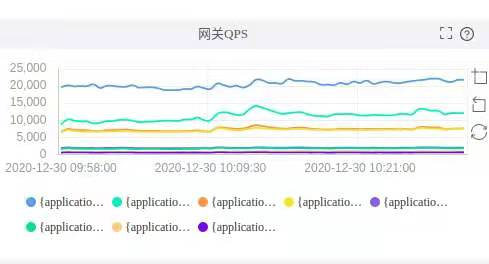 网关QPS
25,000
20,000
15,000
10,000
5,000
0
2020-12-30 09:58:00 2020-12-30 10:09:30 2020-12-30 10:21:00
{applicatio... {applicatio... {applicatio... {applicatio... {applicatio...
{applicatio... {applicatio... {applicatio...